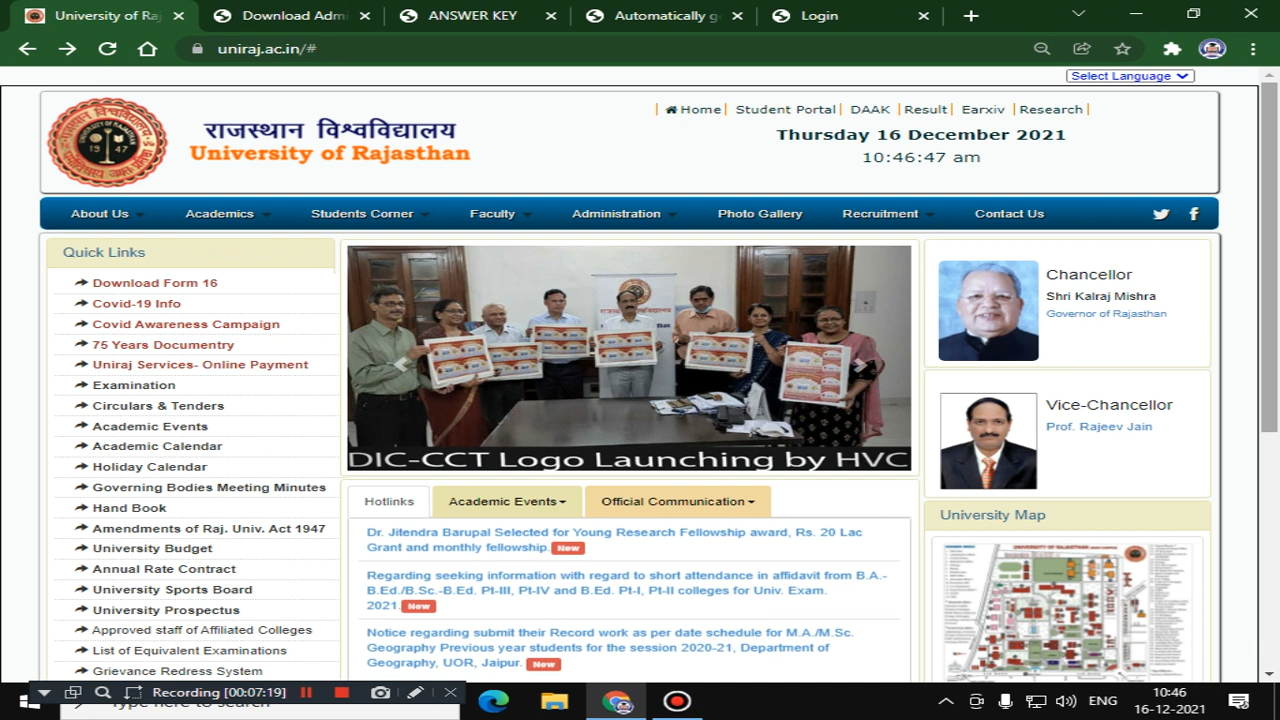 University of Raj
Download Admi
ANSWER KEY
Automatically g
Login
uniraj.ac.in/#
Select Language
राजस्थान विश्वविद्यालय
University of Rajasthan
Home
Student Portal
DAAK
Result
Earxiv
Research
Thursday 16 December 2021
10:46:47 am
About Us
Academics
Students Corner
Faculty
Administration
Photo Gallery
Recruitment
Contact Us
Quick Links
Download Form 16
Covid-19 Info
Covid Awareness Campaign
75 Years Documentry
Uniraj Services- Online Payment
Examination
Circulars & Tenders
Academic Events
Academic Calendar
Holiday Calendar
Governing Bodies Meeting Minutes
Hand Book
Amendments of Raj. Univ. Act 1947
University Budget
Annual Rate Contract
University Sports Board
University Prospectus
Approved staff of Affiliated Colleges
List of Equivalent Examinations
Grievance Redress System
DIC-CCT Logo Launching by HVC
Hotlinks
Academic Events
Official Communication
Dr. Jitendra Barupal Selected for Young Research Fellowship award, Rs. 20 Lac
Grant and monthly fellowship. New
Regarding seeking information with regard to short attendance in affidavit from B.A.-
B.Ed./B.Sc.-B.Ed. Pt-III, Pt-IV and B.Ed. Pt-I, Pt-II colleges for Univ. Exam.
2021. New
Notice regarding submit their Record work as per date schedule for M.A./M.Sc.
Geography Previous year students for the session 2020-21, Department of
Geography, UOR, Jaipur. New
Chancellor
Shri Kalraj Mishra
Governor of Rajasthan
Vice-Chancellor
Prof. Rajeev Jain
University Map
Recording [00:07:19]
Type here to search
ENG
10:46
16-12-2021